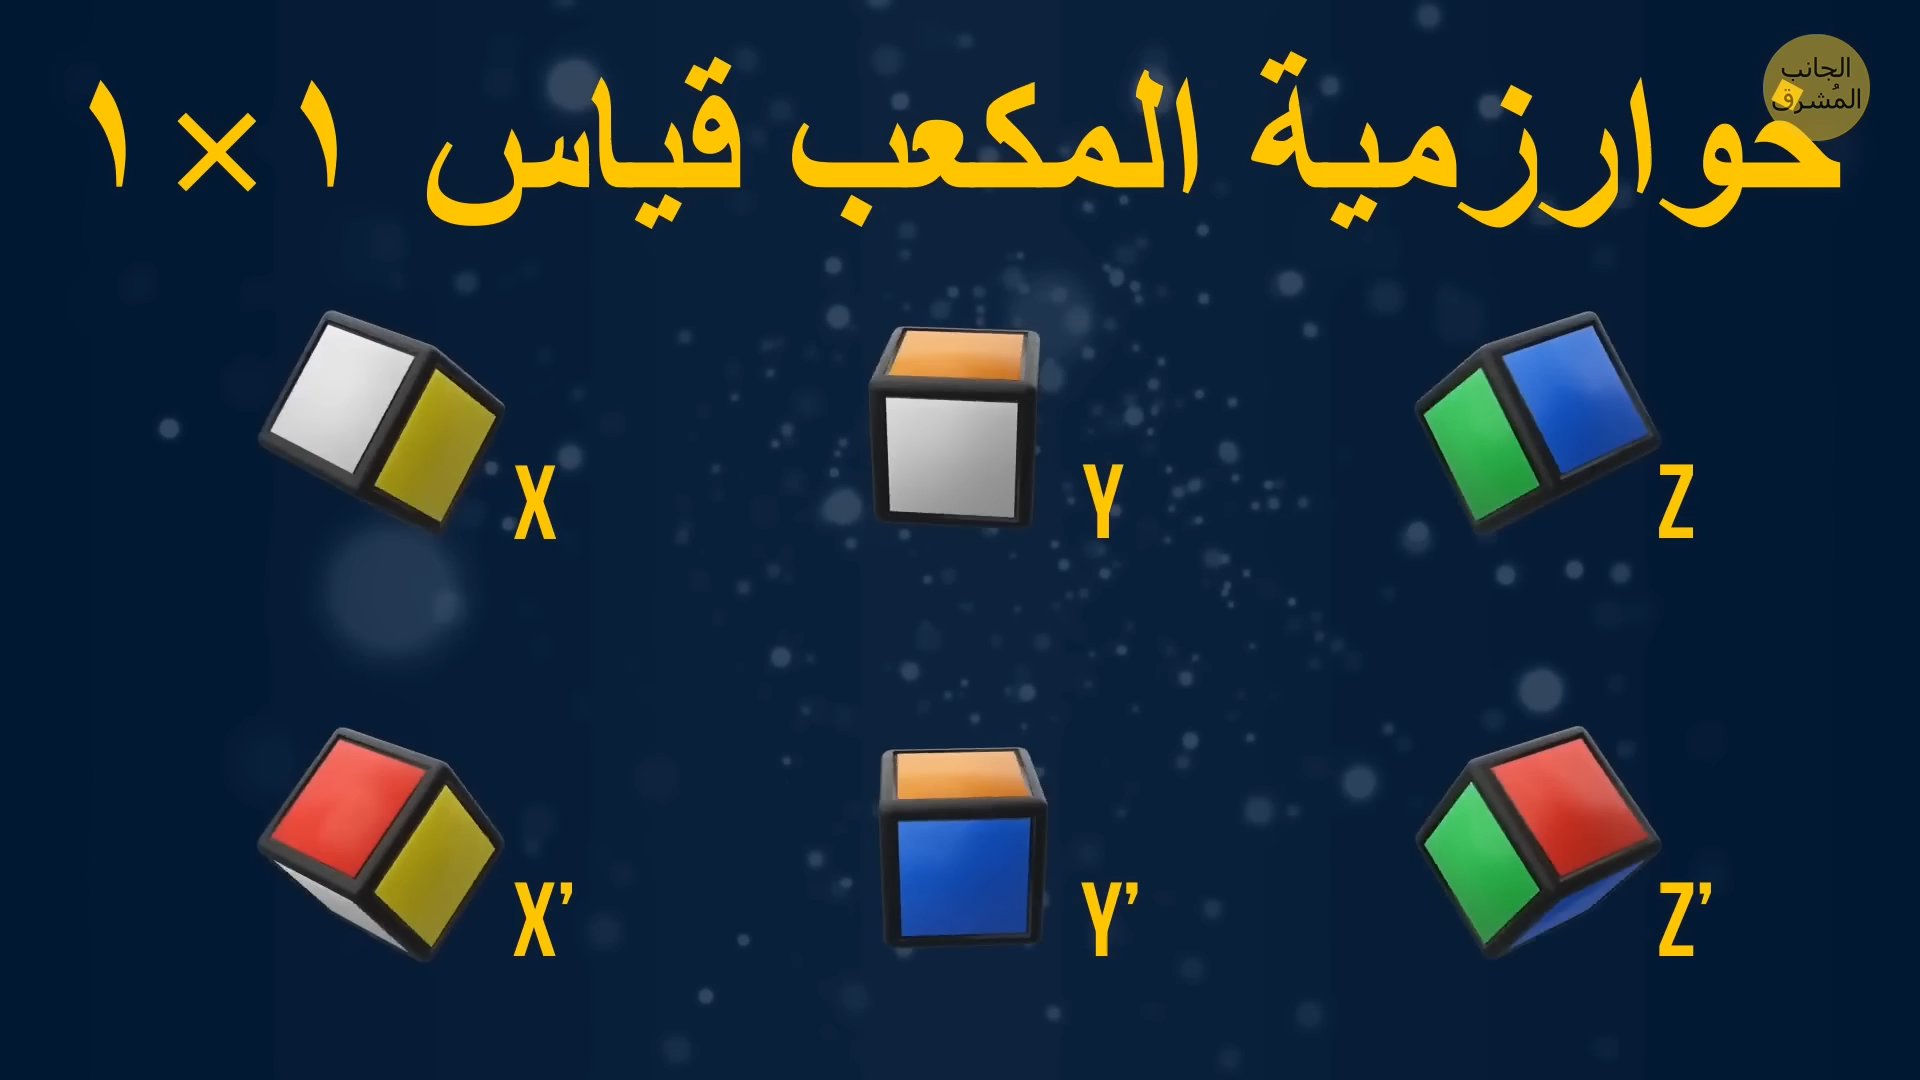 الجانب
المُشرق
خوارزمية المكعب قياس ١×١
X
Y
Z
X’
Y’
Z’